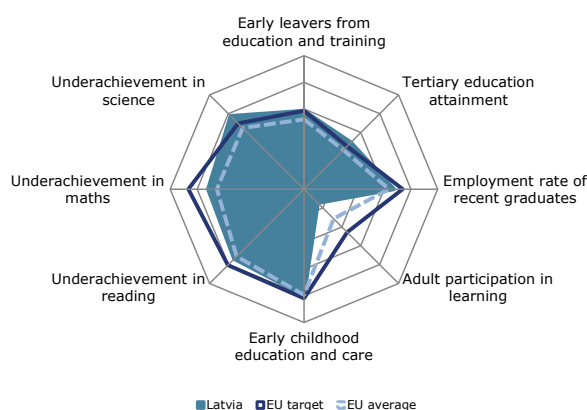 Early leavers from
education and training
Underachievement in
science
Tertiary education
attainment
Underachievement in
maths
Employment rate of
recent graduates
Underachievement in
reading
Adult participation in
learning
Early childhood
education and care
Latvia EU target EU average